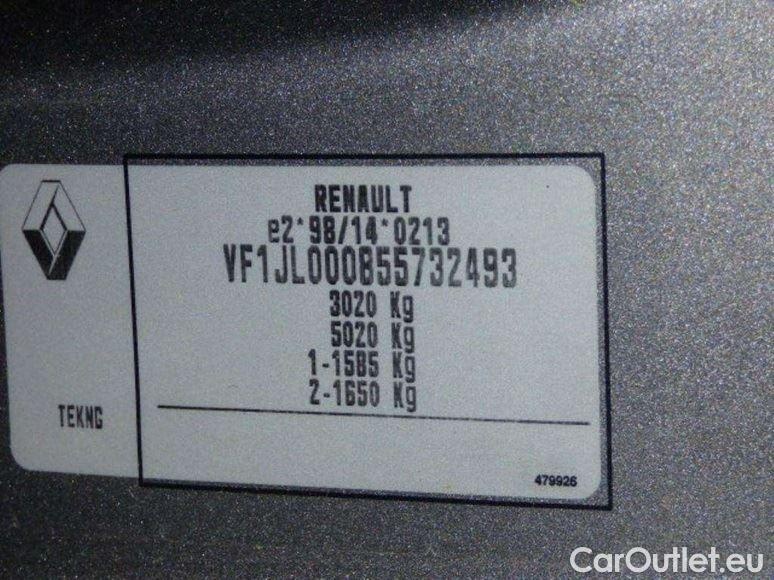 RENAULT
e2*98/14*0213
VF1JL000855732493
3020 Kg
5020 Kg
1-1585 Kg
2-1650 Kg
TEKNG
479926
CarOutlet.eu